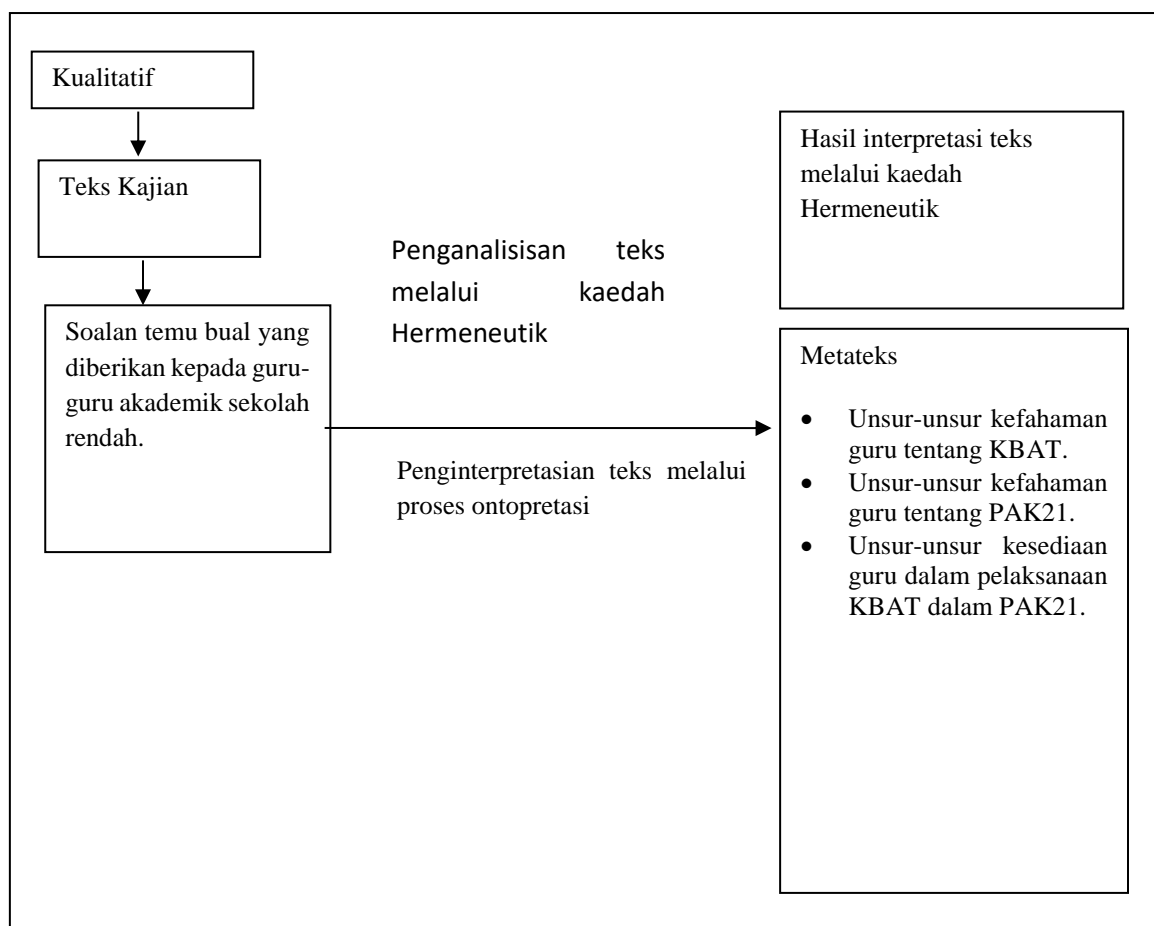 Kualitatif
Teks Kajian
Soalan temu bual yang
diberikan kepada guru-
guru akademik sekolah
rendah.
Penganalisisan teks
melalui kaedah
Hermeneutik
Penginterpretasian teks melalui
proses ontopretasi
Hasil interpretasi teks
melalui kaedah
Hermeneutik
Metateks
• Unsur-unsur kefahaman
guru tentang KBAT.
• Unsur-unsur kefahaman
guru tentang PAK21.
• Unsur-unsur kesediaan
guru dalam pelaksanaan
KBAT dalam PAK21.